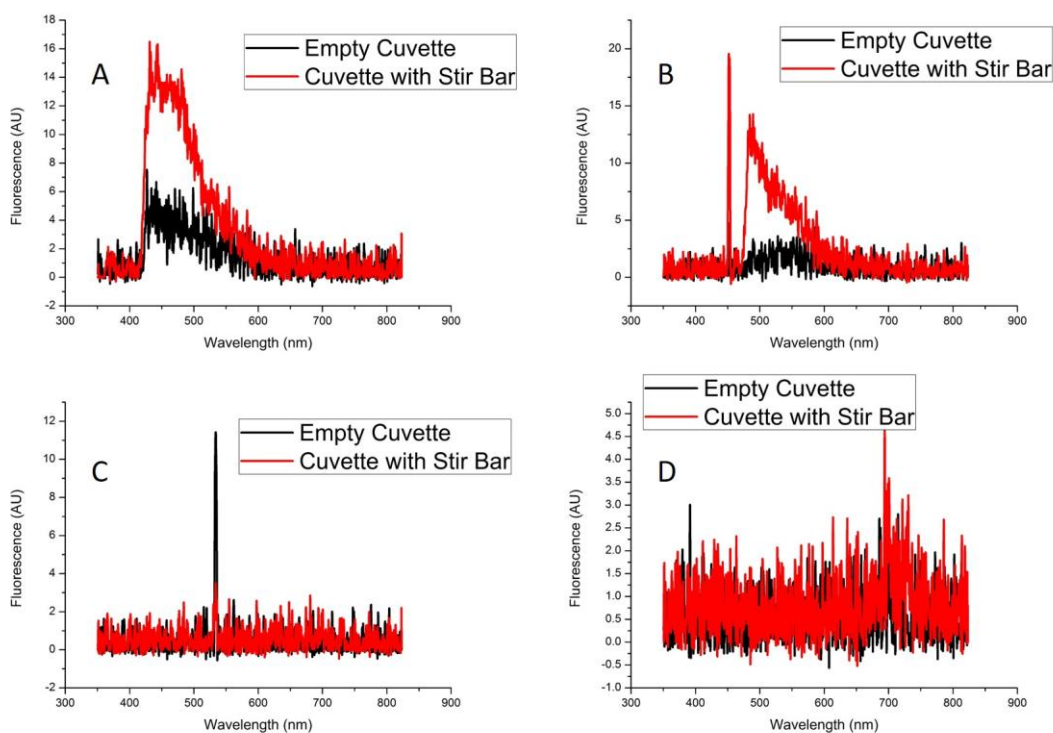 A
Empty Cuvette
Cuvette with Stir Bar
Fluorescence (AU)
18
16
14
12
10
8
6
4
2
0
-2
300 400 500 600 700 800 900
Wavelength (nm)
B
Empty Cuvette
Cuvette with Stir Bar
Fluorescence (AU)
20
15
10
5
0
300 400 500 600 700 800 900
Wavelength (nm)
C
Empty Cuvette
Cuvette with Stir Bar
Fluorescence (AU)
12
10
8
6
4
2
0
-2
300 400 500 600 700 800 900
Wavelength (nm)
D
Empty Cuvette
Cuvette with Stir Bar
Fluorescence (AU)
5.0
4.5
4.0
3.5
3.0
2.5
2.0
1.5
1.0
0.5
0.0
-0.5
-1.0
300 400 500 600 700 800 900
Wavelength (nm)